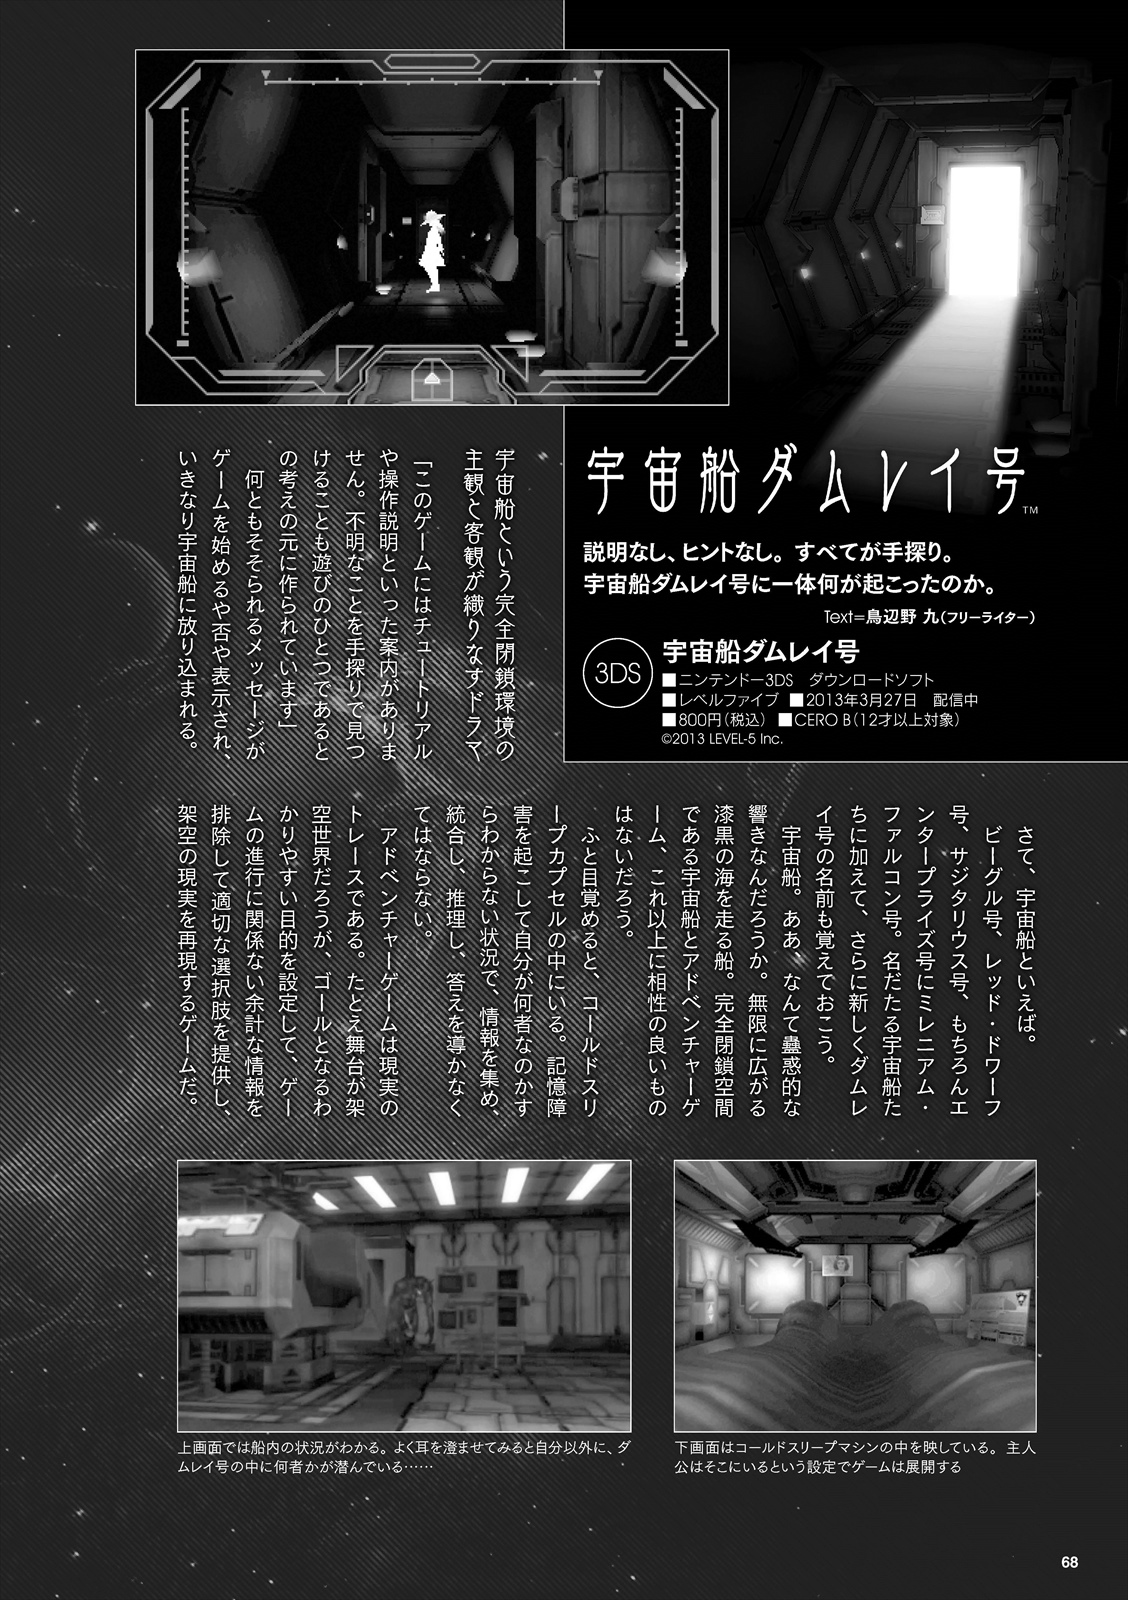 宇宙船ダムレイ号™
説明なし、ヒントなし。すべてが手探り。
宇宙船ダムレイ号に一体何が起こったのか。
Text=鳥辺野 九（フリーライター）
3DS
宇宙船ダムレイ号
■ニンテンドー3DS　ダウンロードソフト
■レベルファイブ　■2013年3月27日　配信中
■800円（税込）　■CERO B（12才以上対象）
©2013 LEVEL-5 Inc.
宇宙船という完全閉鎖環境の
主観と客観が織りなすドラマ
「このゲームにはチュートリアル
や操作説明といった案内がありま
せん。不明なことを手探りで見つ
けることも遊びのひとつであると
の考えの元に作られています」
　何ともそそられるメッセージが
ゲームを始めるや否や表示され、
いきなり宇宙船に放り込まれる。
　さて、宇宙船といえば。
　ビーグル号、レッド・ドワーフ
号、サジタリウス号、もちろんエ
ンタープライズ号にミレニアム・
ファルコン号。名だたる宇宙船た
ちに加えて、さらに新しくダムレ
イ号の名前も覚えておこう。
　宇宙船。ああ、なんて蠱惑的な
響きなんだろうか。無限に広がる
漆黒の海を走る船。完全閉鎖空間
である宇宙船とアドベンチャーゲ
ーム、これ以上に相性の良いもの
はないだろう。
　ふと目覚めると、コールドスリ
ープカプセルの中にいる。記憶障
害を起こして自分が何者なのかす
らわからない状況で、情報を集め、
統合し、推理し、答えを導かなく
てはならない。
　アドベンチャーゲームは現実の
トレースである。たとえ舞台が架
空世界だろうが、ゴールとなるわ
かりやすい目的を設定して、ゲー
ムの進行に関係ない余計な情報を
排除して適切な選択肢を提供し、
架空の現実を再現するゲームだ。
上画面では船内の状況がわかる。よく耳を澄ませてみると自分以外に、ダ
ムレイ号の中に何者かが潜んでいる……
下画面はコールドスリープマシンの中を映している。主人
公はそこにいるという設定でゲームは展開する
68